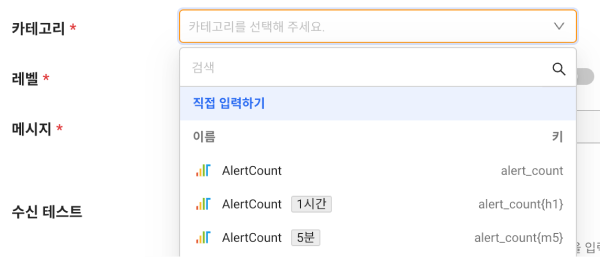 카테고리 *
카테고리를 선택해 주세요.
검색
레벨 *
직접 입력하기
메시지 *
이름 키
AlertCount alert_count
AlertCount 1시간 alert_count{h1}
수신 테스트
AlertCount 5분 alert_count{m5}